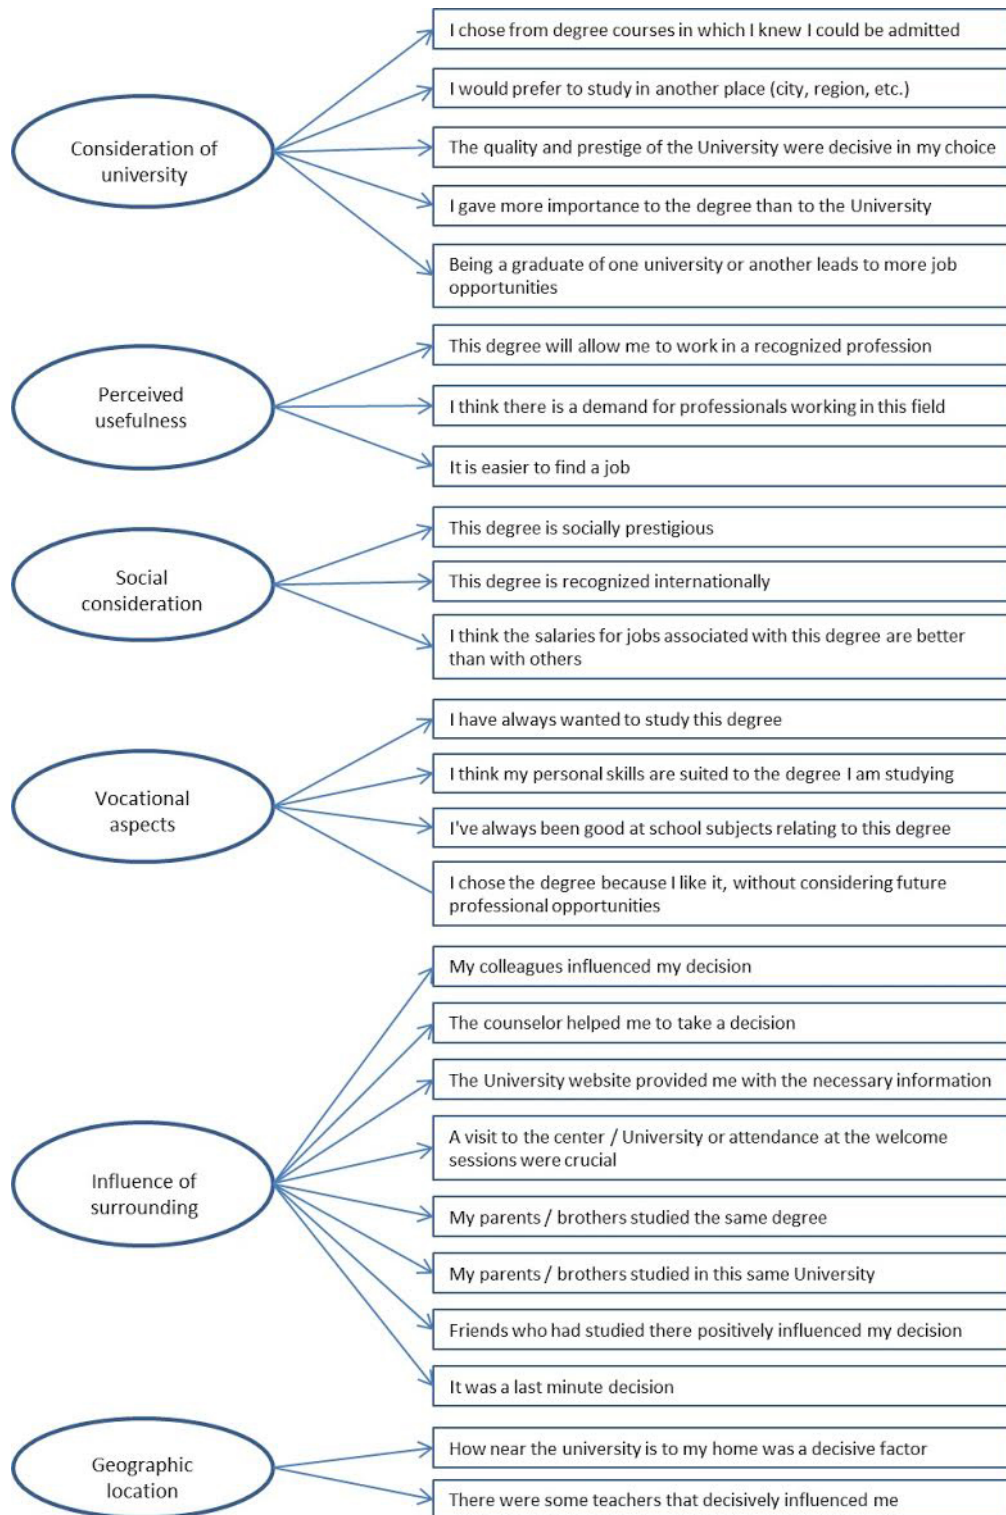 Consideration of
university
I chose from degree courses in which I knew I could be admitted
I would prefer to study in another place (city, region, etc.)
The quality and prestige of the University were decisive in my choice
I gave more importance to the degree than to the University
Being a graduate of one university or another leads to more job
opportunities
Perceived
usefulness
This degree will allow me to work in a recognized profession
I think there is a demand for professionals working in this field
It is easier to find a job
Social
consideration
This degree is socially prestigious
This degree is recognized internationally
I think the salaries for jobs associated with this degree are better
than with others
Vocational
aspects
I have always wanted to study this degree
I think my personal skills are suited to the degree I am studying
I've always been good at school subjects relating to this degree
I chose the degree because I like it, without considering future
professional opportunities
Influence of
surrounding
My colleagues influenced my decision
The counselor helped me to take a decision
The University website provided me with the necessary information
A visit to the center / University or attendance at the welcome
sessions were crucial
My parents / brothers studied the same degree
My parents / brothers studied in this same University
Friends who had studied there positively influenced my decision
It was a last minute decision
Geographic
location
How near the university is to my home was a decisive factor
There were some teachers that decisively influenced me